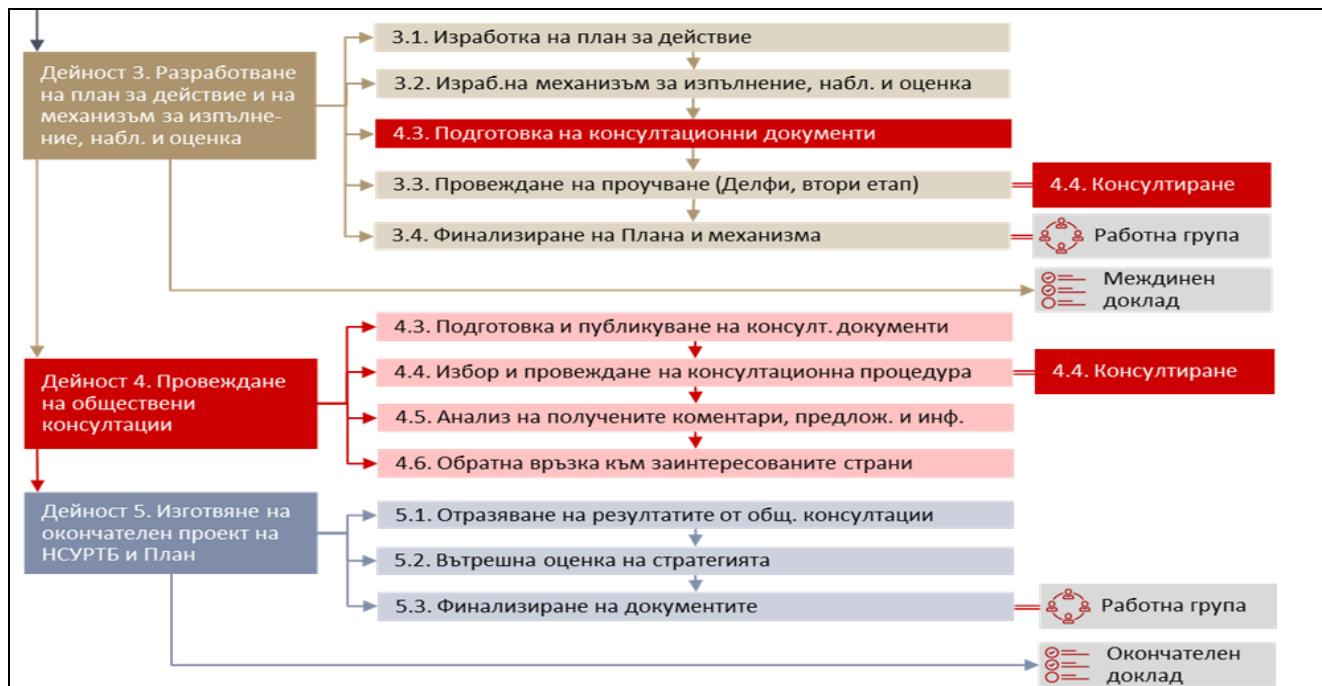 3.1. Изработка на план за действие
Дейност 3. Разработване
на план за действие и на
механизъм за изпълне-
ние, набл. и оценка
3.2. Израб.на механизъм за изпълнение, набл. и оценка
4.3. Подготовка на консултационни документи
3.3. Провеждане на проучване (Делфи, втори етап)
4.4. Консултиране
3.4. Финализиране на Плана и механизма
Работна група
Междинен
доклад
4.3. Подготовка и публикуване на консулт. документи
Дейност 4. Провеждане
на обществени
консултации
4.4. Избор и провеждане на консултационна процедура
4.4. Консултиране
4.5. Анализ на получените коментари, предлож. и инф.
4.6. Обратна връзка към заинтересованите страни
Дейност 5. Изготвяне на
окончателен проект на
НСУРТБ и План
5.1. Отразяване на резултатите от общ. консултации
5.2. Вътрешна оценка на стратегията
5.3. Финализиране на документите
Работна група
Окончателен
доклад